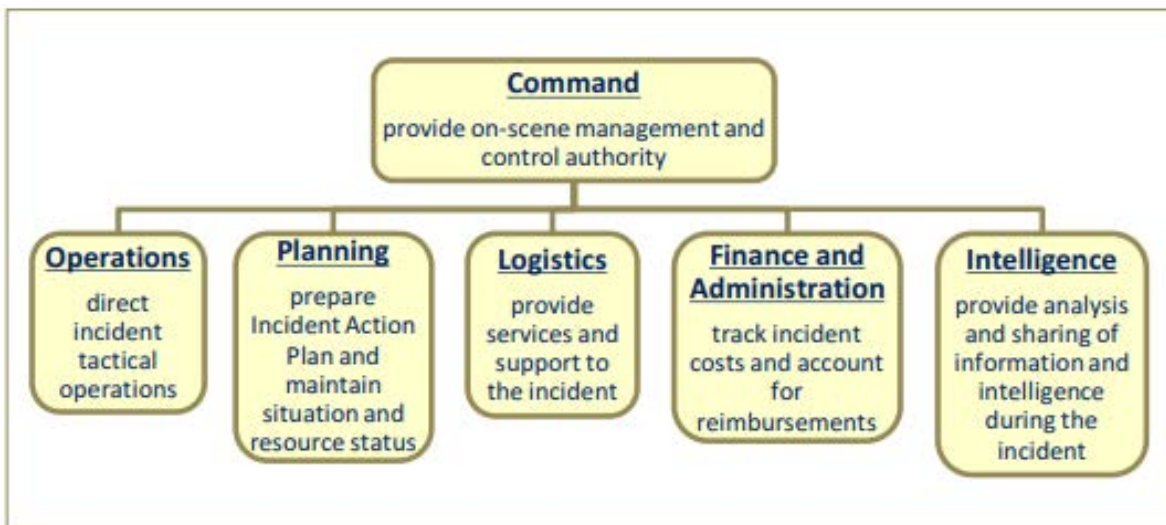 Command
provide on-scene management and
control authority
Operations
direct
incident
tactical
operations
Planning
prepare
Incident Action
Plan and
maintain
situation and
resource status
Logistics
provide
services and
support to
the incident
Finance and
Administration
track incident
costs and account
for
reimbursements
Intelligence
provide analysis
and sharing of
information and
intelligence
during the
incident